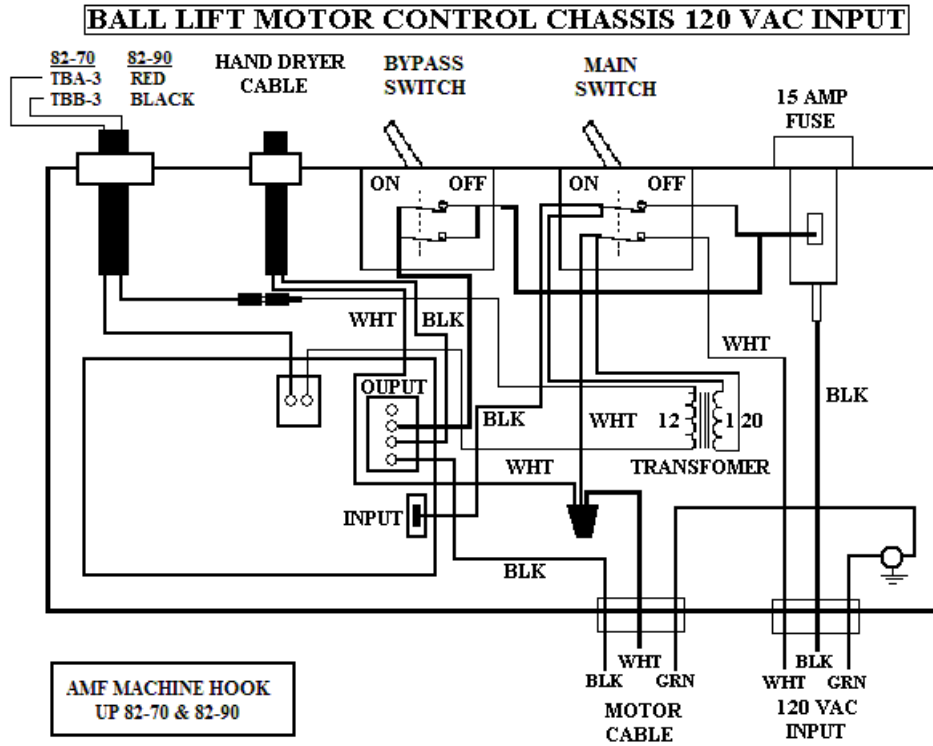 BALL LIFT MOTOR CONTROL CHASSIS 120 VAC INPUT
82-70 82-90
TBA-3 RED
TBB-3 BLACK
HAND DRYER
CABLE
BYPASS
SWITCH
MAIN
SWITCH
15 AMP
FUSE
ON OFF
ON OFF
WHT
BLK
WHT
BLK
OUPUT
BLK
WHT
12
120
WHT
TRANSFOMER
INPUT
BLK
BLK
WHT
GRN
MOTOR
CABLE
WHT
BLK
GRN
120 VAC
INPUT
AMF MACHINE HOOK
UP 82-70 & 82-90